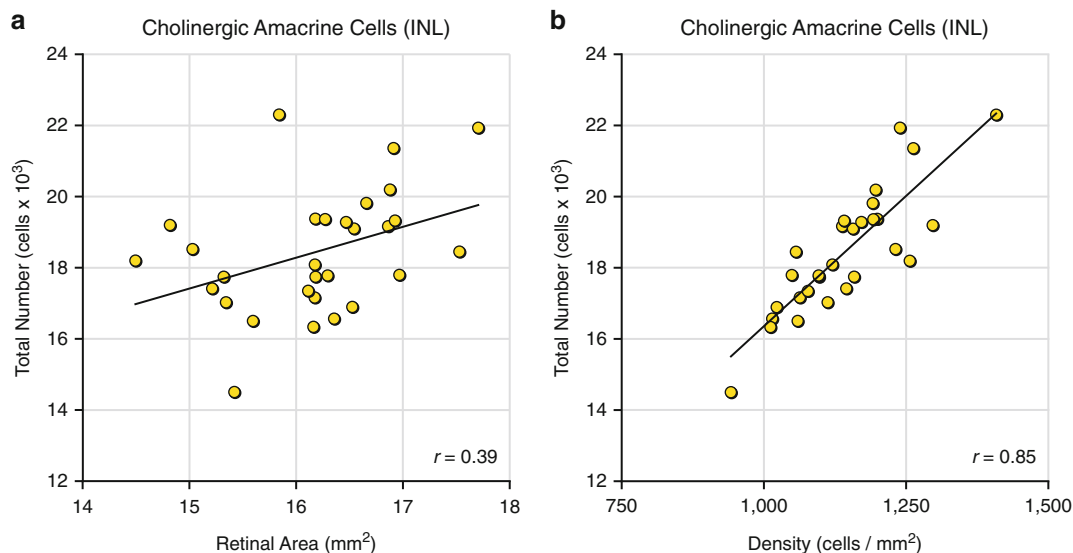 a
Cholinergic Amacrine Cells (INL)
Total Number (cells x 10³)
24
22
20
18
16
14
12
14
15
16
17
18
r = 0.39
Retinal Area (mm²)
b
Cholinergic Amacrine Cells (INL)
Total Number (cells x 10³)
24
22
20
18
16
14
12
750
1,000
1,250
1,500
r = 0.85
Density (cells / mm²)